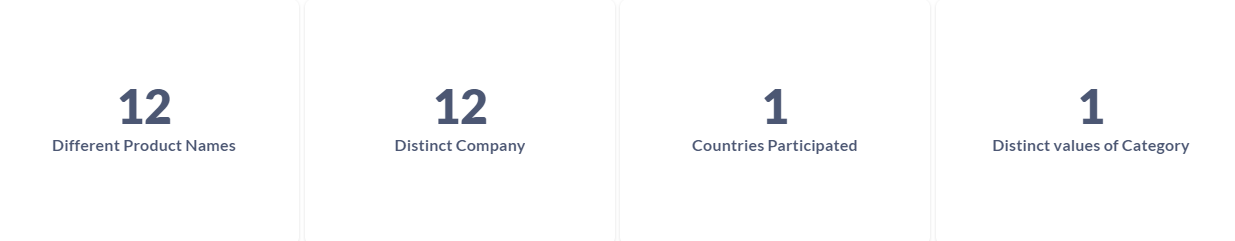 12
Different Product Names
12
Distinct Company
1
Countries Participated
1
Distinct values of Category